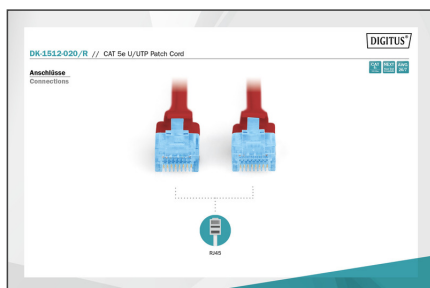 DIGITUS®
DK-1512-020/R // CAT 5e U/UTP Patch Cord
Anschlüsse
Connections
RJ45